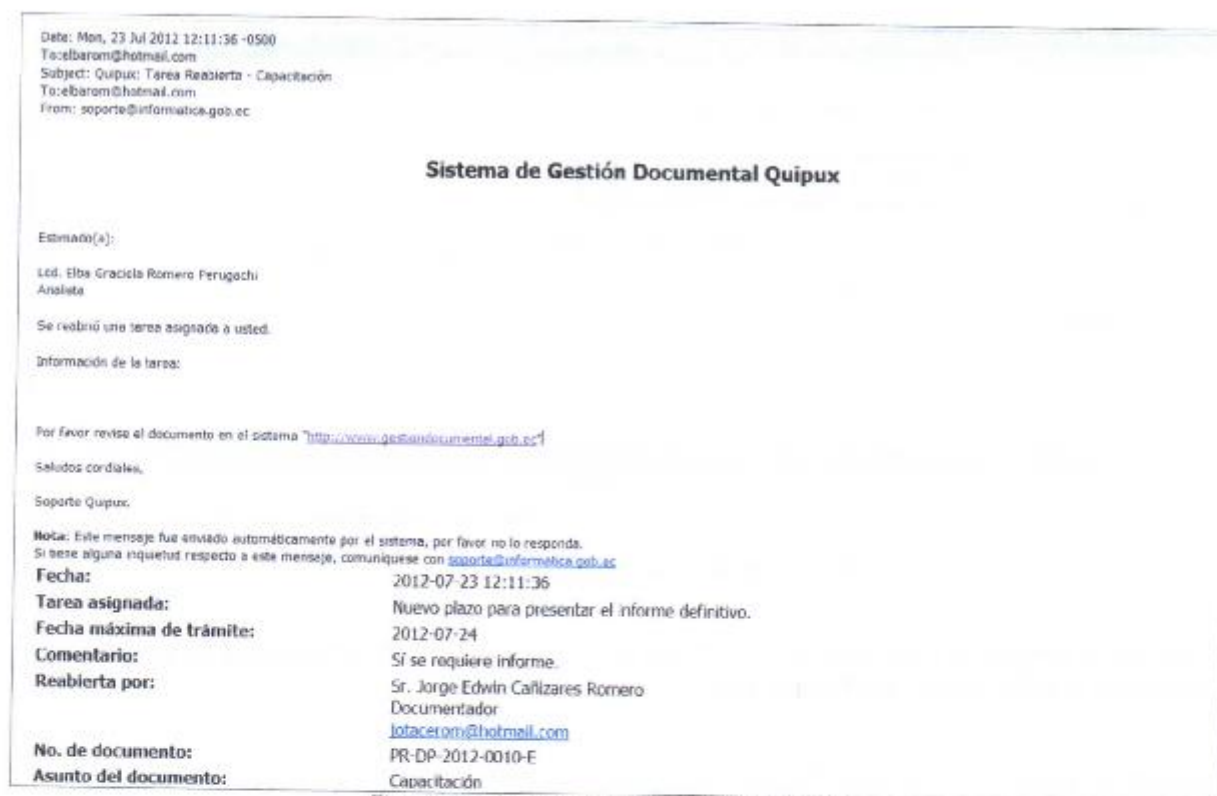 Date: Mon, 23 Jul 2012 12:11:36 -0500
To:elbarom@hotmail.com
Subject: Quipux: Tarea Reabierta - Capacitación
To:elbarom@hotmail.com
From: soporte@informatica.gob.ec
Sistema de Gestión Documental Quipux
Estimado(a):
Lcd. Elba Graciela Romero Perugachi
Analista
Se reabrió una tarea asignada a usted.
Información de la tarea:
Por favor revise el documento en el sistema "http://www.gestiondocumental.gob.ec"
Saludos cordiales,
Soporte Quipux.
Nota: Este mensaje fue enviado automáticamente por el sistema, por favor no lo responda.
Si tiene alguna inquietud respecto a este mensaje, comuníquese con soporte@informatica.gob.ec
Fecha: 2012-07-23 12:11:36
Tarea asignada: Nuevo plazo para presentar el informe definitivo.
Fecha máxima de trámite: 2012-07-24
Comentario: Sí se requiere informe.
Reabierta por: Sr. Jorge Edwin Cañizares Romero
Documentador
jotacerom@hotmail.com
No. de documento: PR-DP-2012-0010-E
Asunto del documento: Capacitación